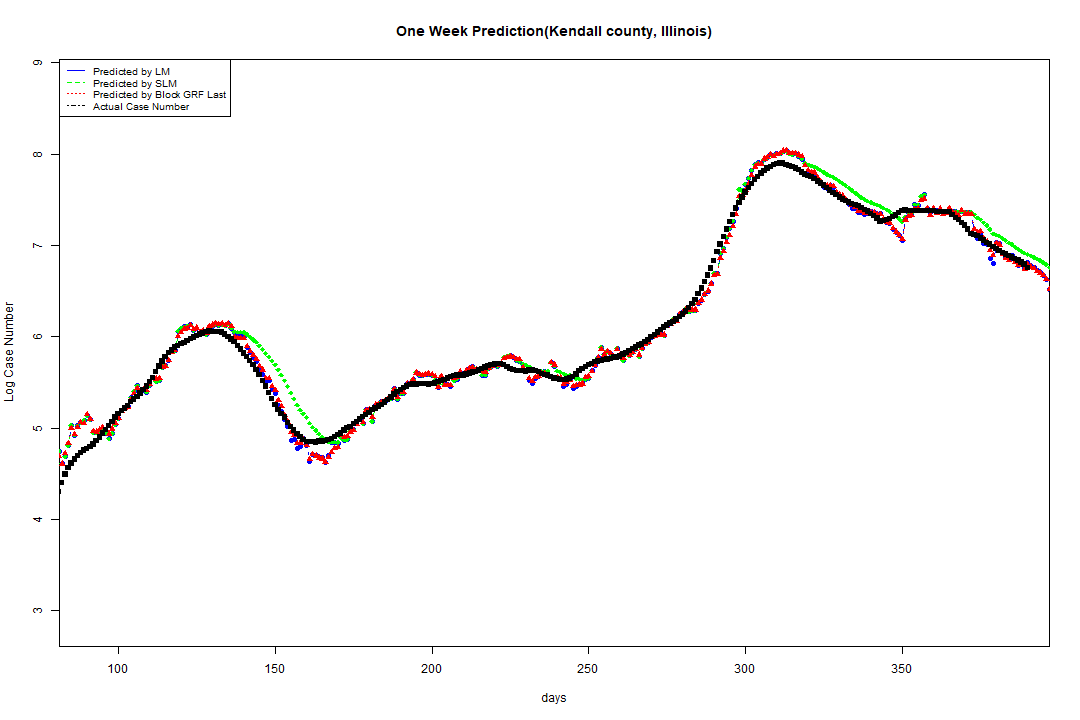 One Week Prediction(Kendall county, Illinois)
Predicted by LM
Predicted by SLM
Predicted by Block GRF Last
Actual Case Number
Log Case Number
9
8
7
6
5
4
3
100 150 200 250 300 350
days